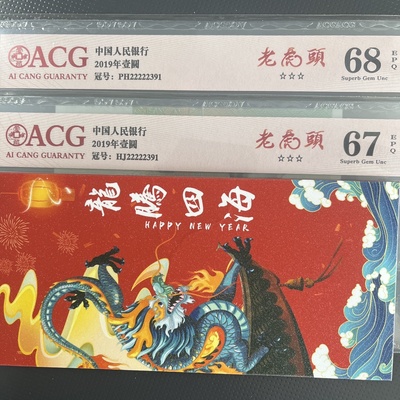 ACG
AI CANG GUARANTY
中国人民银行
2019年壹圆
冠号：PH22222391
老虎頭
☆☆☆
68
EPQ
Superb Gem Unc
ACG
AI CANG GUARANTY
中国人民银行
2019年壹圆
冠号：HJ22222391
老虎頭
☆☆☆
67
EPQ
Superb Gem Unc
龍騰四海
HAPPY NEW YEAR